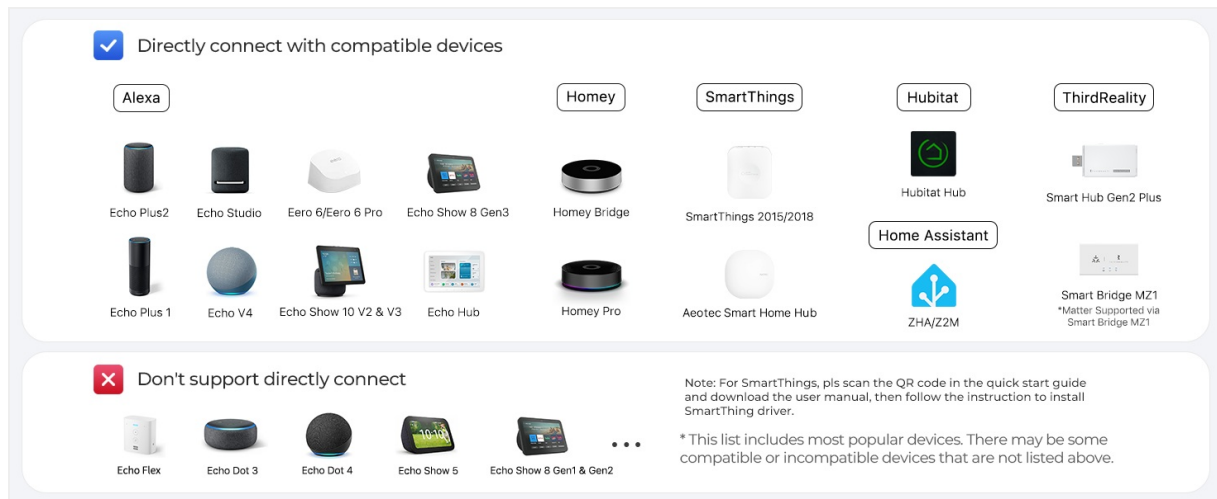 Directly connect with compatible devices
Alexa
Homey
SmartThings
Hubitat
ThirdReality
Echo Plus2
Echo Studio
Eero 6/Eero 6 Pro
Echo Show 8 Gen3
Homey Bridge
SmartThings 2015/2018
Hubitat Hub
Smart Hub Gen2 Plus
Home Assistant
Echo Plus 1
Echo V4
Echo Show 10 V2 & V3
Echo Hub
Homey Pro
Aeotec Smart Home Hub
ZHA/Z2M
Smart Bridge MZ1
*Matter Supported via
Smart Bridge MZ1
Don't support directly connect
Echo Flex
Echo Dot 3
Echo Dot 4
10:10
Echo Show 5
Echo Show 8 Gen1 & Gen2
• • •
Note: For SmartThings, pls scan the QR code in the quick start guide
and download the user manual, then follow the instruction to install
SmartThing driver.
* This list includes most popular devices. There may be some
compatible or incompatible devices that are not listed above.